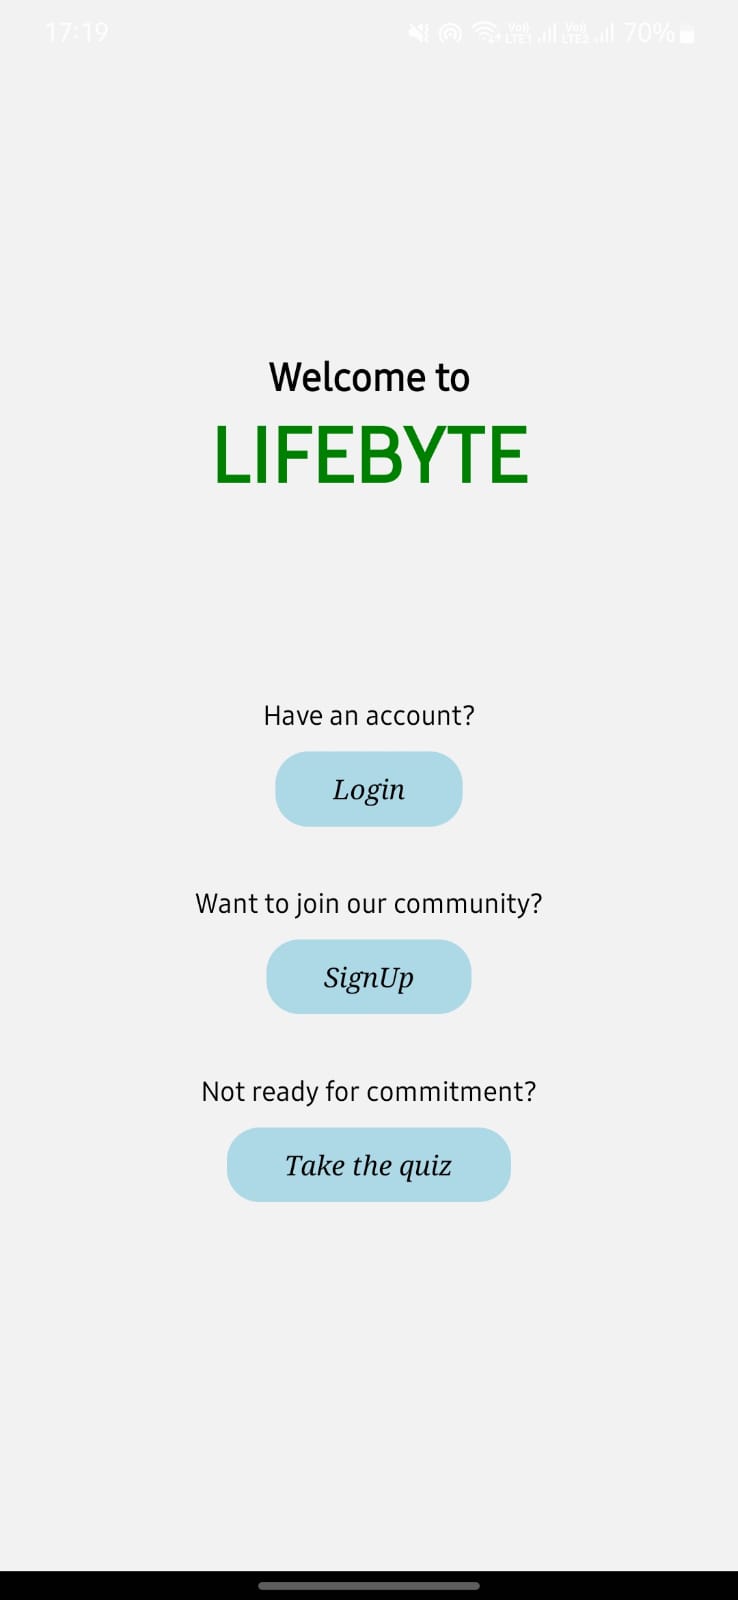 17:19 Vo)) LTE1 Vo)) LTE2 70%
Welcome to
LIFEBYTE
Have an account?
Login
Want to join our community?
SignUp
Not ready for commitment?
Take the quiz